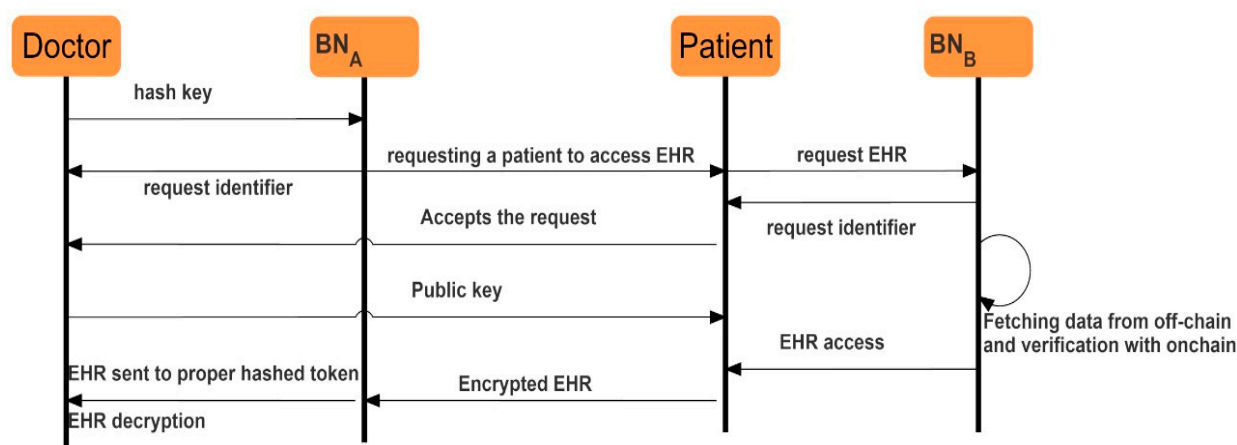 Doctor
BN_A
Patient
BN_B
hash key
requesting a patient to access EHR
request EHR
request identifier
Accepts the request
request identifier
Public key
Fetching data from off-chain
and verification with onchain
EHR access
EHR sent to proper hashed token
Encrypted EHR
EHR decryption